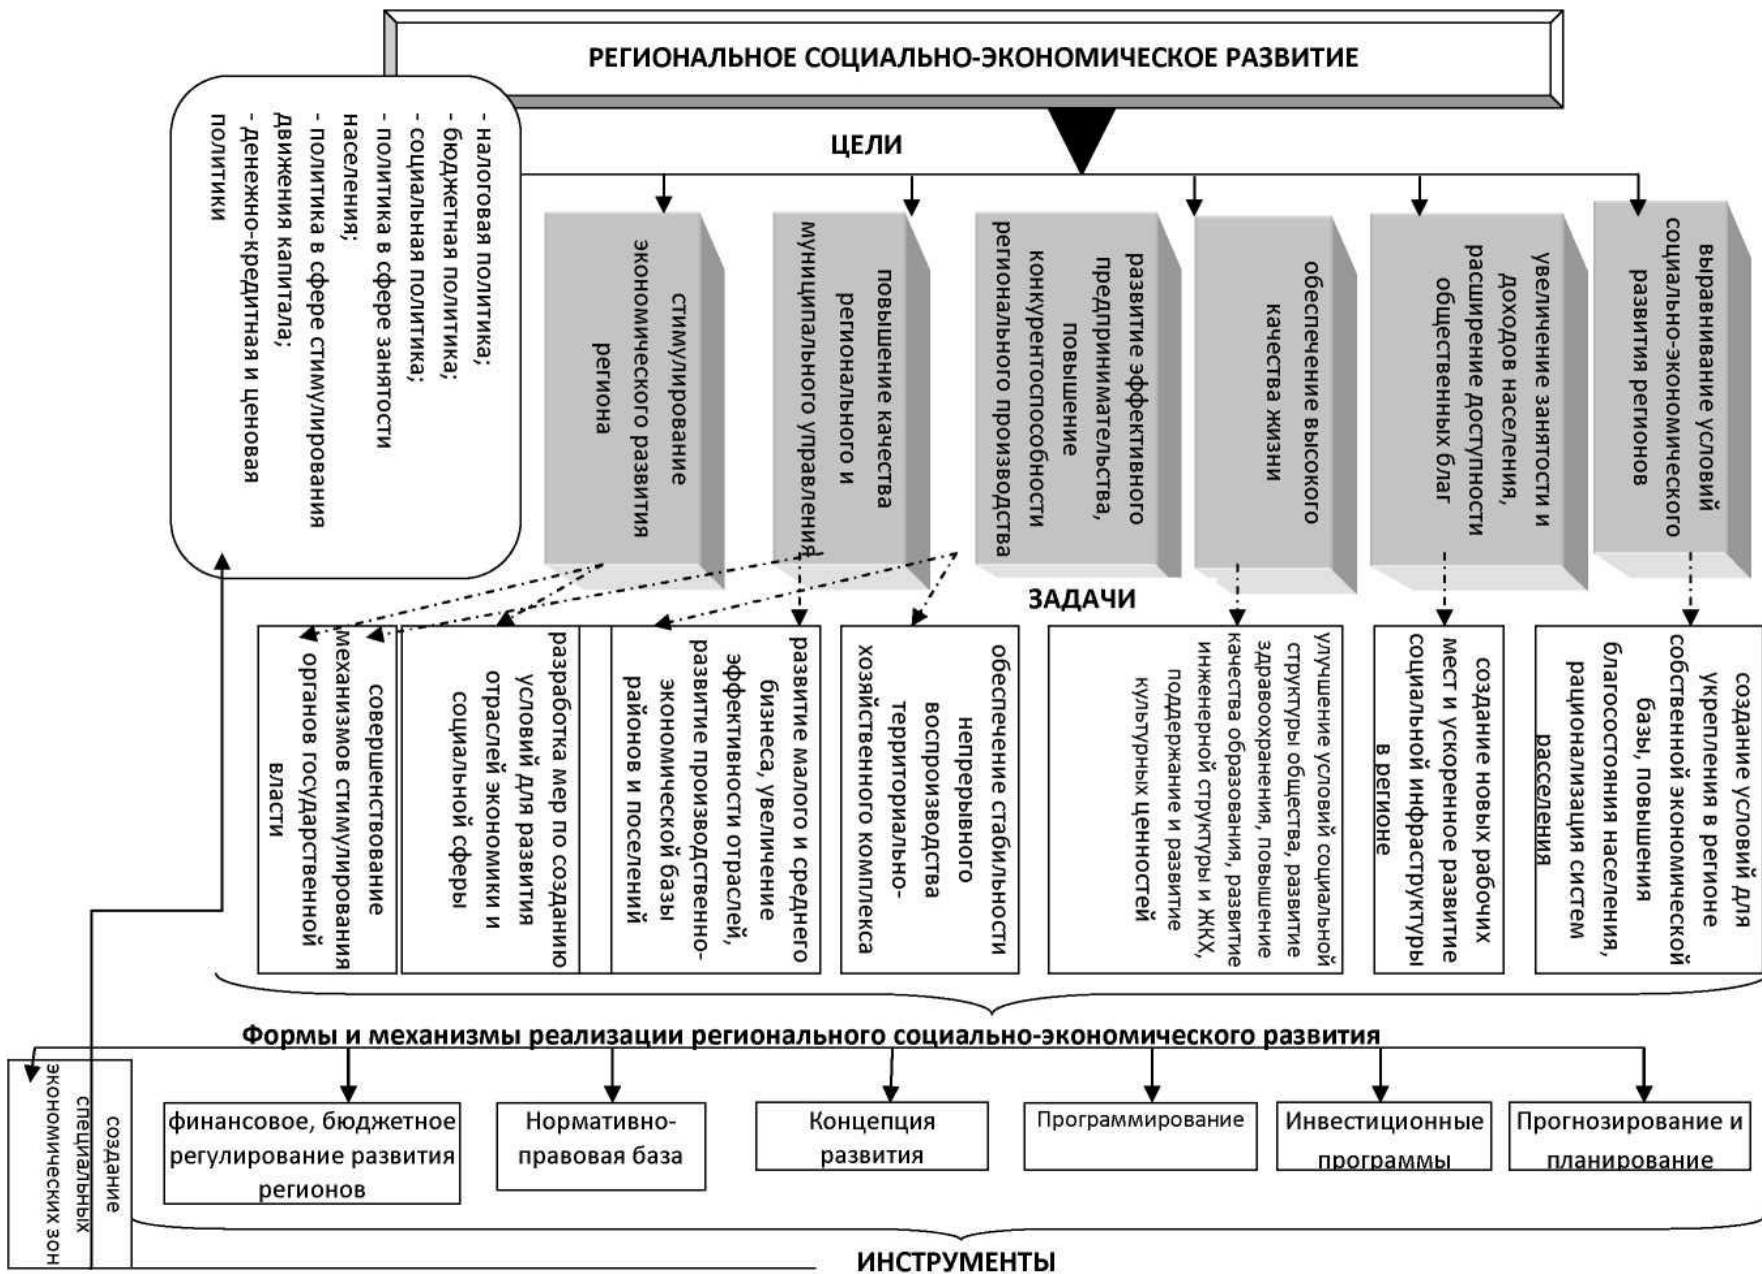 РЕГИОНАЛЬНОЕ СОЦИАЛЬНО-ЭКОНОМИЧЕСКОЕ РАЗВИТИЕ
- налоговая политика;
- бюджетная политика;
- социальная политика;
- политика в сфере занятости
населения;
- политика в сфере стимулирования
движения капитала;
- денежно-кредитная и ценовая
политики
ЦЕЛИ
стимулирование
экономического развития
региона
повышение качества
регионального и
муниципального управления
развитие эффективного
предпринимательства,
повышение
конкурентоспособности
регионального производства
обеспечение высокого
качества жизни
увеличение занятости и
доходов населения,
расширение доступности
общественных благ
выравнивание условий
социально-экономического
развития регионов
ЗАДАЧИ
совершенствование
механизмов стимулирования
органов государственной
власти
разработка мер по созданию
условий для развития
отраслей экономики и
социальной сферы
развитие малого и среднего
бизнеса, увеличение
эффективности отраслей,
развитие производственно-
экономической базы
районов и поселений
обеспечение стабильности
непрерывного
воспроизводства
территориально-
хозяйственного комплекса
улучшение условий социальной
структуры общества, развитие
здравоохранения, повышение
качества образования, развитие
инженерной структуры и ЖКХ,
поддержание и развитие
культурных ценностей
создание новых рабочих
мест и ускоренное развитие
социальной инфраструктуры
в регионе
создание условий для
укрепления в регионе
собственной экономической
базы, повышения
благосостояния населения,
рационализация систем
расселения
Формы и механизмы реализации регионального социально-экономического развития
создание
специальных
экономических зон
финансовое, бюджетное
регулирование развития
регионов
Нормативно-
правовая база
Концепция
развития
Программирование
Инвестиционные
программы
Прогнозирование и
планирование
ИНСТРУМЕНТЫ